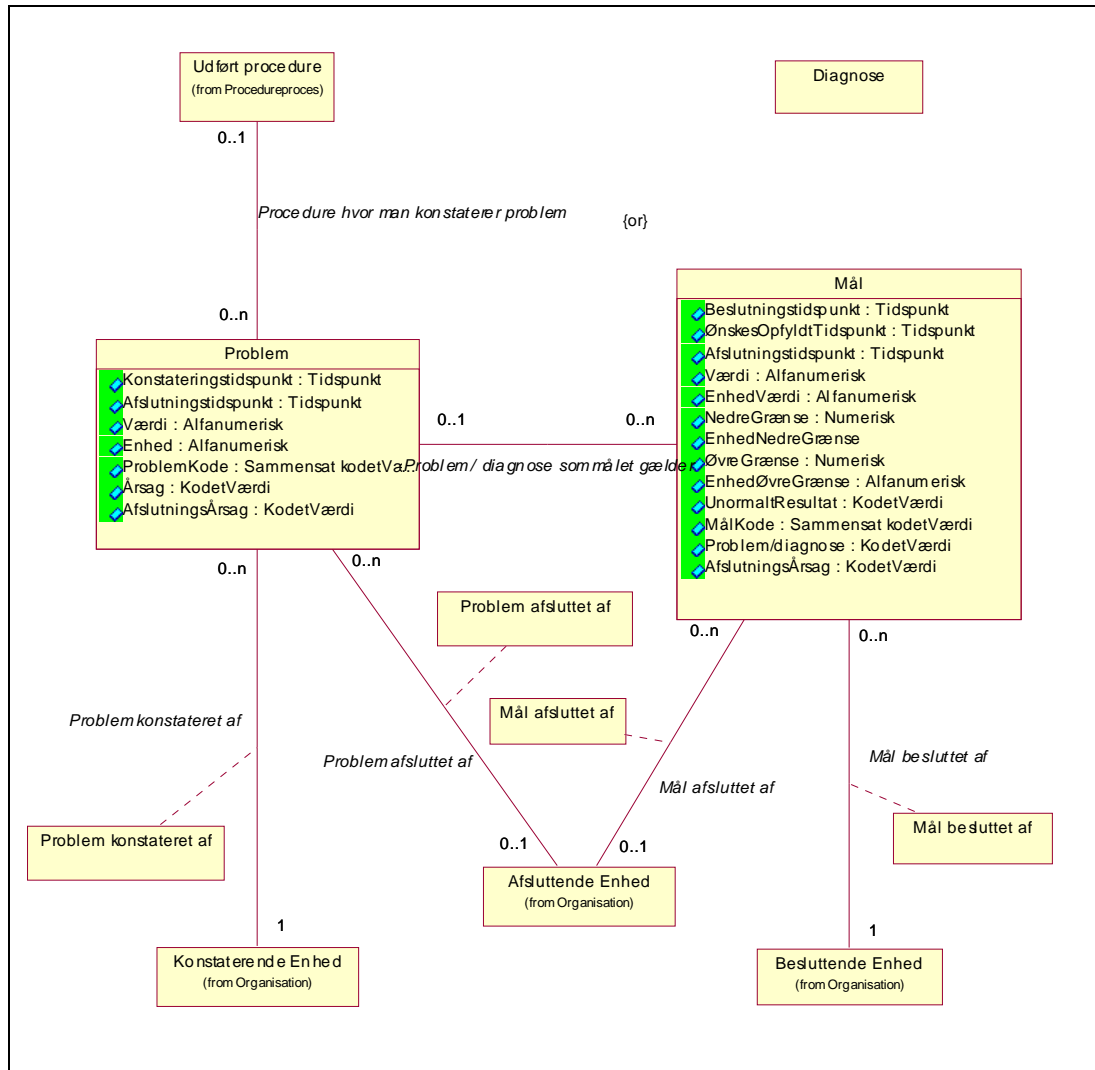 Udført procedure
(from Procedureproces)
Diagnose
0..1
Procedure hvor man konstaterer problem
{or}
0..n
Mål
Beslutningstidspunkt : Tidspunkt
ØnskesOpfyldtTidspunkt : Tidspunkt
Afslutningstidspunkt : Tidspunkt
Værdi : Alfanumerisk
EnhedVærdi : Alfanumerisk
NedreGrænse : Numerisk
EnhedNedreGrænse
ØvreGrænse : Numerisk
EnhedØvreGrænse : Alfanumerisk
UnormaltResultat : KodetVærdi
MålKode : Sammensat kodetVærdi
Problem/diagnose : KodetVærdi
AfslutningsÅrsag : KodetVærdi
Problem
Konstateringstidspunkt : Tidspunkt
Afslutningstidspunkt : Tidspunkt
Værdi : Alfanumerisk
Enhed : Alfanumerisk
ProblemKode : Sammensat kodetVæ...
Årsag : KodetVærdi
AfslutningsÅrsag : KodetVærdi
0..1
0..n
Problem/ diagnose som målet gælder
0..n
0..n
Problem afsluttet af
0..n
0..n
Mål afsluttet af
Problem konstateret af
Problem afsluttet af
Mål besluttet af
Mål afsluttet af
Problem konstateret af
Mål besluttet af
0..1
0..1
Afsluttende Enhed
(from Organisation)
1
1
Konstaterende Enhed
(from Organisation)
Besluttende Enhed
(from Organisation)